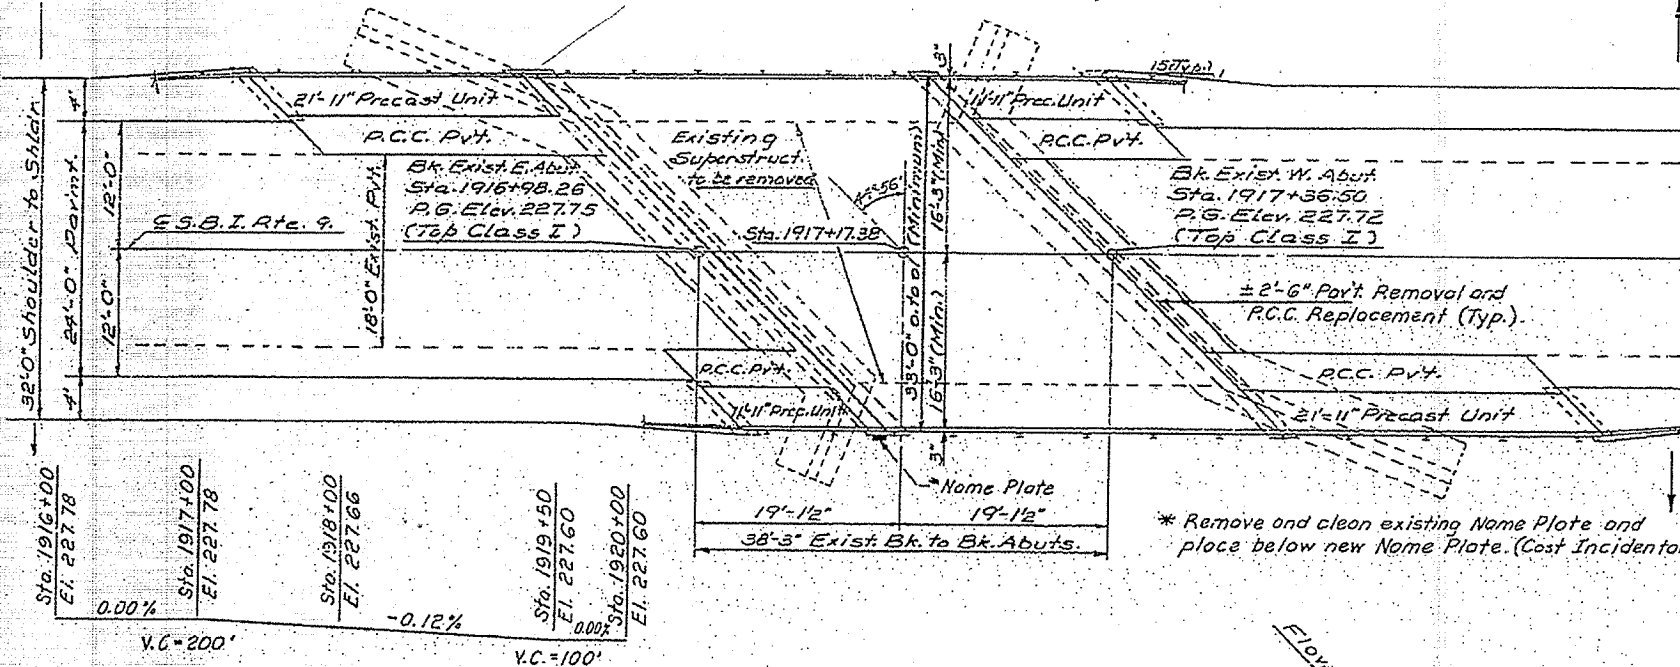 3"
15(Typ.)
21'-11" Precast Unit
P.C.C. Pvt.
Existing
Superstruct.
to be removed
11'-11" Prec. Unit
P.C.C. Pvt.
Bk. Exist. E. Abut.
Sta. 1916+98.26
P.G. Elev. 227.75
(Top Class I)
Bk. Exist. W. Abut.
Sta. 1917+36.50
P.G. Elev. 227.72
(Top Class I)
32'-0" Shoulder to Shldr.
4'
24'-0" Pavm't.
4'
12'-0"
12'-0"
18'-0" Exist. Pvt.
℄ S.B.I. Rte. 9.
Sta. 1917+17.38
33'-0" o. to o. (Minimum)
16'-3" (Min.)
16'-3" (Min.)
3"
± 2'-6" Pav't. Removal and
P.C.C. Replacement (Typ.)
P.C.C. Pvt.
11'-11" Prec. Unit
P.C.C. Pvt.
21'-11" Precast Unit
*Name Plate
19'-1½"
19'-1½"
38'-3" Exist. Bk. to Bk. Abuts.
* Remove and clean existing Name Plate and
place below new Name Plate. (Cost Incidental
Sta. 1916+00
El. 227.78
Sta. 1917+00
El. 227.78
Sta. 1918+00
El. 227.66
Sta. 1919+50
El. 227.60
Sta. 1920+00
El. 227.60
0.00%
-0.12%
0.00%
V.C=200'
V.C.=100'
Flow